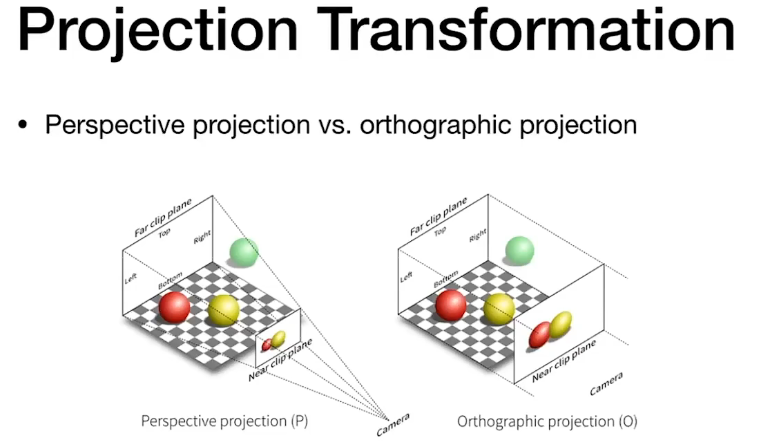 Projection Transformation
• Perspective projection vs. orthographic projection
Far clip plane
Top
Right
Left
Bottom
Near clip plane
Camera
Perspective projection (P)
Far clip plane
Top
Right
Left
Bottom
Near clip plane
Camera
Orthographic projection (O)